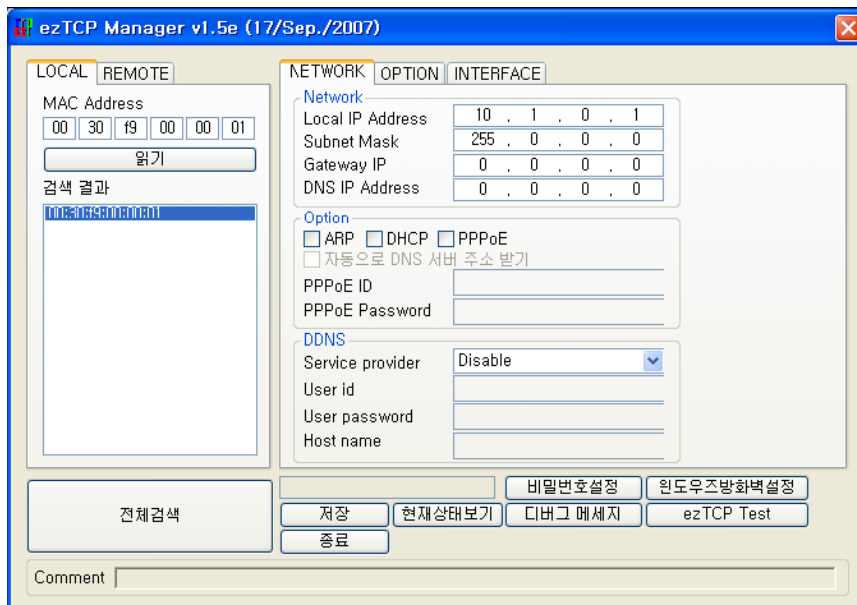 ezTCP Manager v1.5e (17/Sep./2007)
LOCAL REMOTE
MAC Address
00 30 f9 00 00 01
읽기
검색 결과
00:30:f9:00:00:01
NETWORK OPTION INTERFACE
Network
Local IP Address 10 . 1 . 0 . 1
Subnet Mask 255 . 0 . 0 . 0
Gateway IP 0 . 0 . 0 . 0
DNS IP Address 0 . 0 . 0 . 0
Option
ARP DHCP PPPoE
자동으로 DNS 서버 주소 받기
PPPoE ID
PPPoE Password
DDNS
Service provider Disable
User id
User password
Host name
전체검색
비밀번호설정 윈도우즈방화벽설정
저장 현재상태보기 디버그 메세지 ezTCP Test
종료
Comment